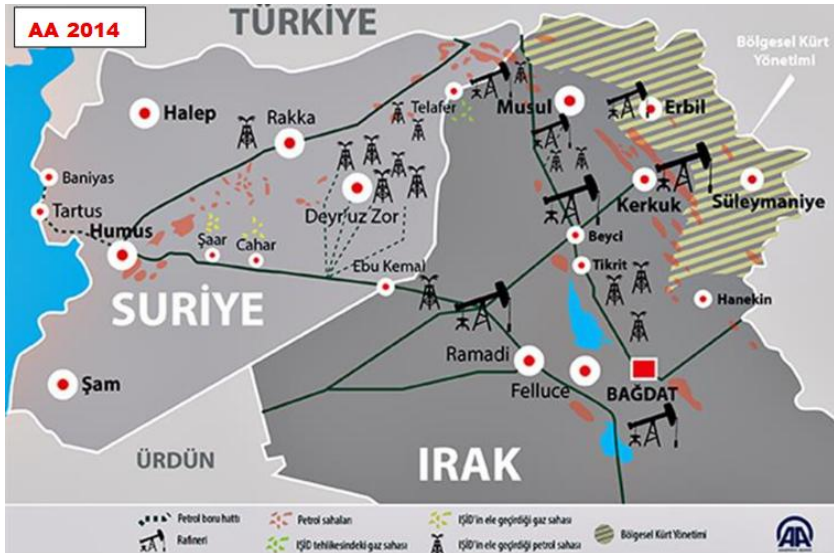 AA 2014
TÜRKİYE
Bölgesel Kürt
Yönetimi
Telafer
Musul
Erbil
Halep
Rakka
Baniyas
Tartus
Humus
Deyr'uz Zor
Kerkuk
Süleymaniye
Şaar
Cahar
Beyci
Ebu Kemal
Tikrit
Hanekin
SURİYE
Ramadi
Felluce
BAĞDAT
Şam
ÜRDÜN
IRAK
Petrol boru hattı
Petrol sahaları
IŞİD'in ele geçirdiği gaz sahası
Bölgesel Kürt Yönetimi
Rafineri
IŞİD tehlikesindeki gaz sahası
IŞİD'in ele geçirdiği petrol sahası
AA